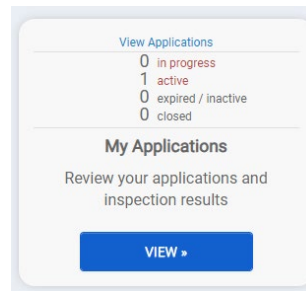 View Applications
0 in progress
1 active
0 expired / inactive
0 closed
My Applications
Review your applications and
inspection results
VIEW »